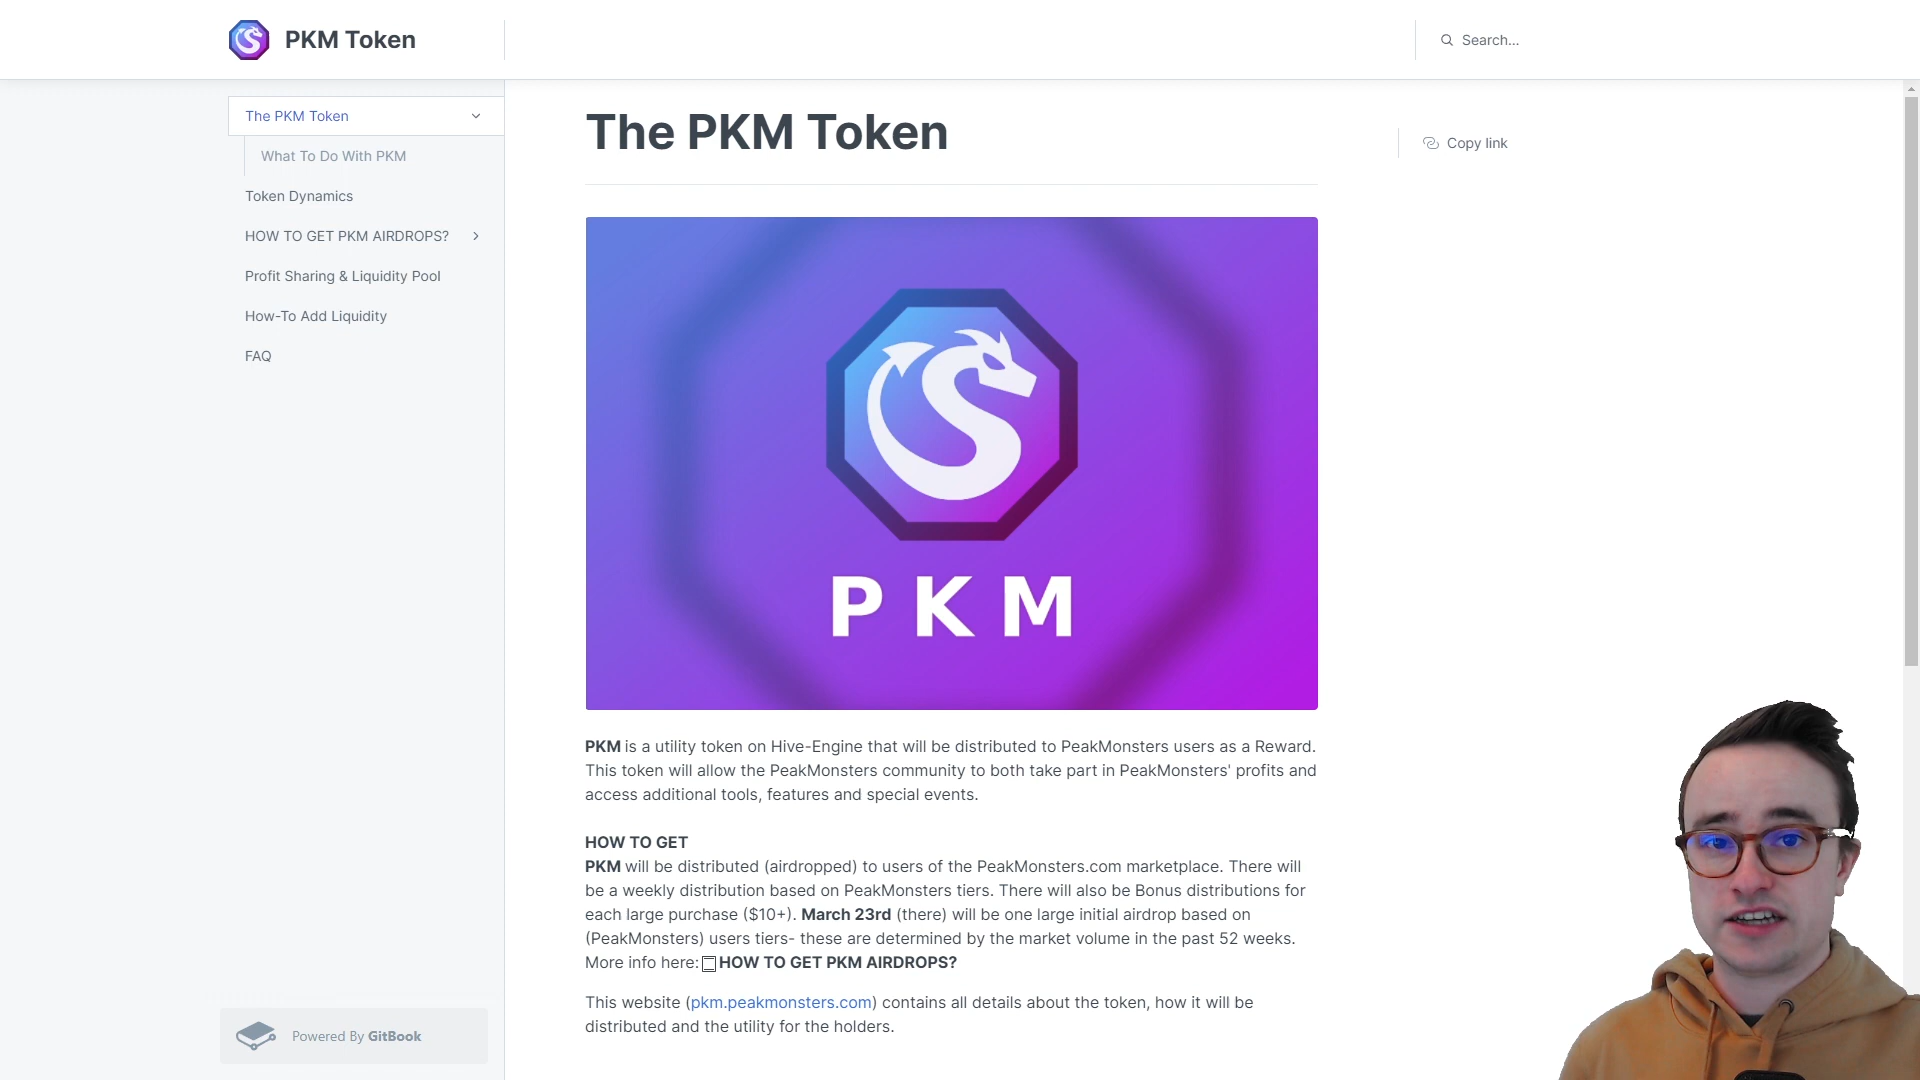 PKM Token
Search...
The PKM Token
What To Do With PKM
Token Dynamics
HOW TO GET PKM AIRDROPS?
Profit Sharing & Liquidity Pool
How-To Add Liquidity
FAQ
Powered By GitBook
The PKM Token
Copy link
PKM
PKM is a utility token on Hive-Engine that will be distributed to PeakMonsters users as a Reward.
This token will allow the PeakMonsters community to both take part in PeakMonsters' profits and
access additional tools, features and special events.
HOW TO GET
PKM will be distributed (airdropped) to users of the PeakMonsters.com marketplace. There will
be a weekly distribution based on PeakMonsters tiers. There will also be Bonus distributions for
each large purchase ($10+). March 23rd (there) will be one large initial airdrop based on
(PeakMonsters) users tiers- these are determined by the market volume in the past 52 weeks.
More info here: HOW TO GET PKM AIRDROPS?
This website (pkm.peakmonsters.com) contains all details about the token, how it will be
distributed and the utility for the holders.